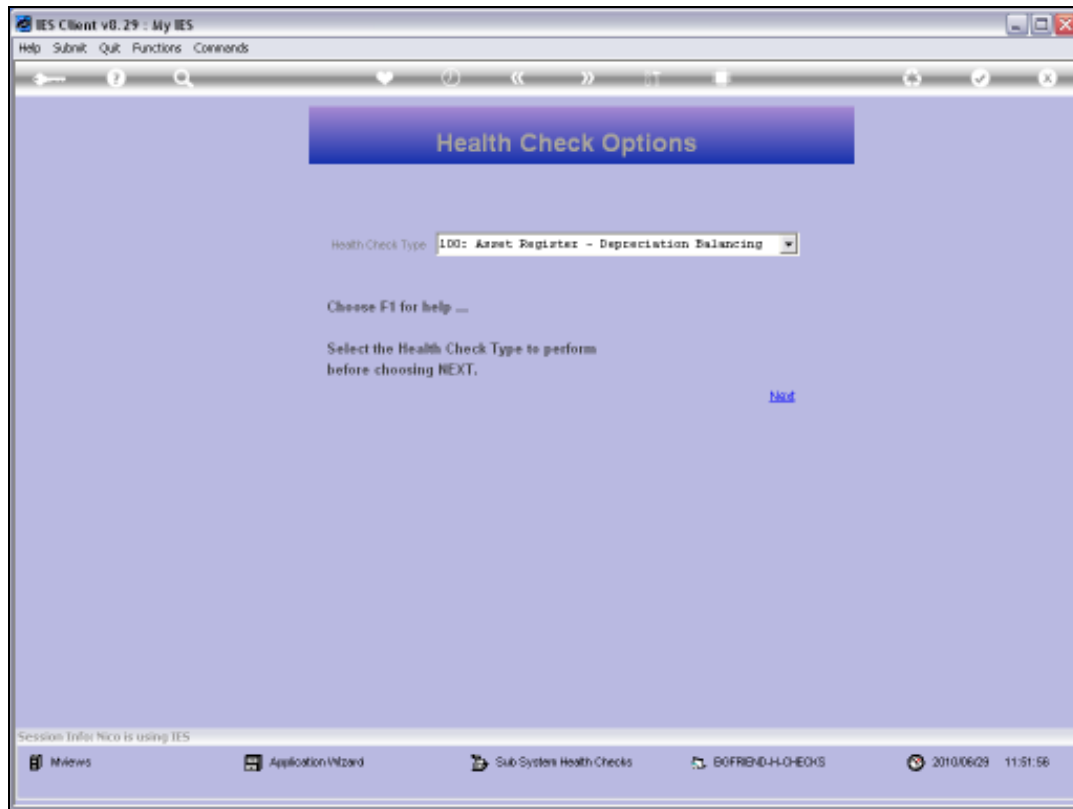 IES Client v8.29 : My IES
Help Submit Quit Functions Commands
Health Check Options
Health Check Type 100: Asset Register - Depreciation Balancing
Choose F1 for help ...
Select the Health Check Type to perform
before choosing NEXT.
Next
Session Info: Nico is using IES
Mviews Application Wizard Sub System Health Checks BOFRIEND-H-CHECKS 2010/06/29 11:51:56